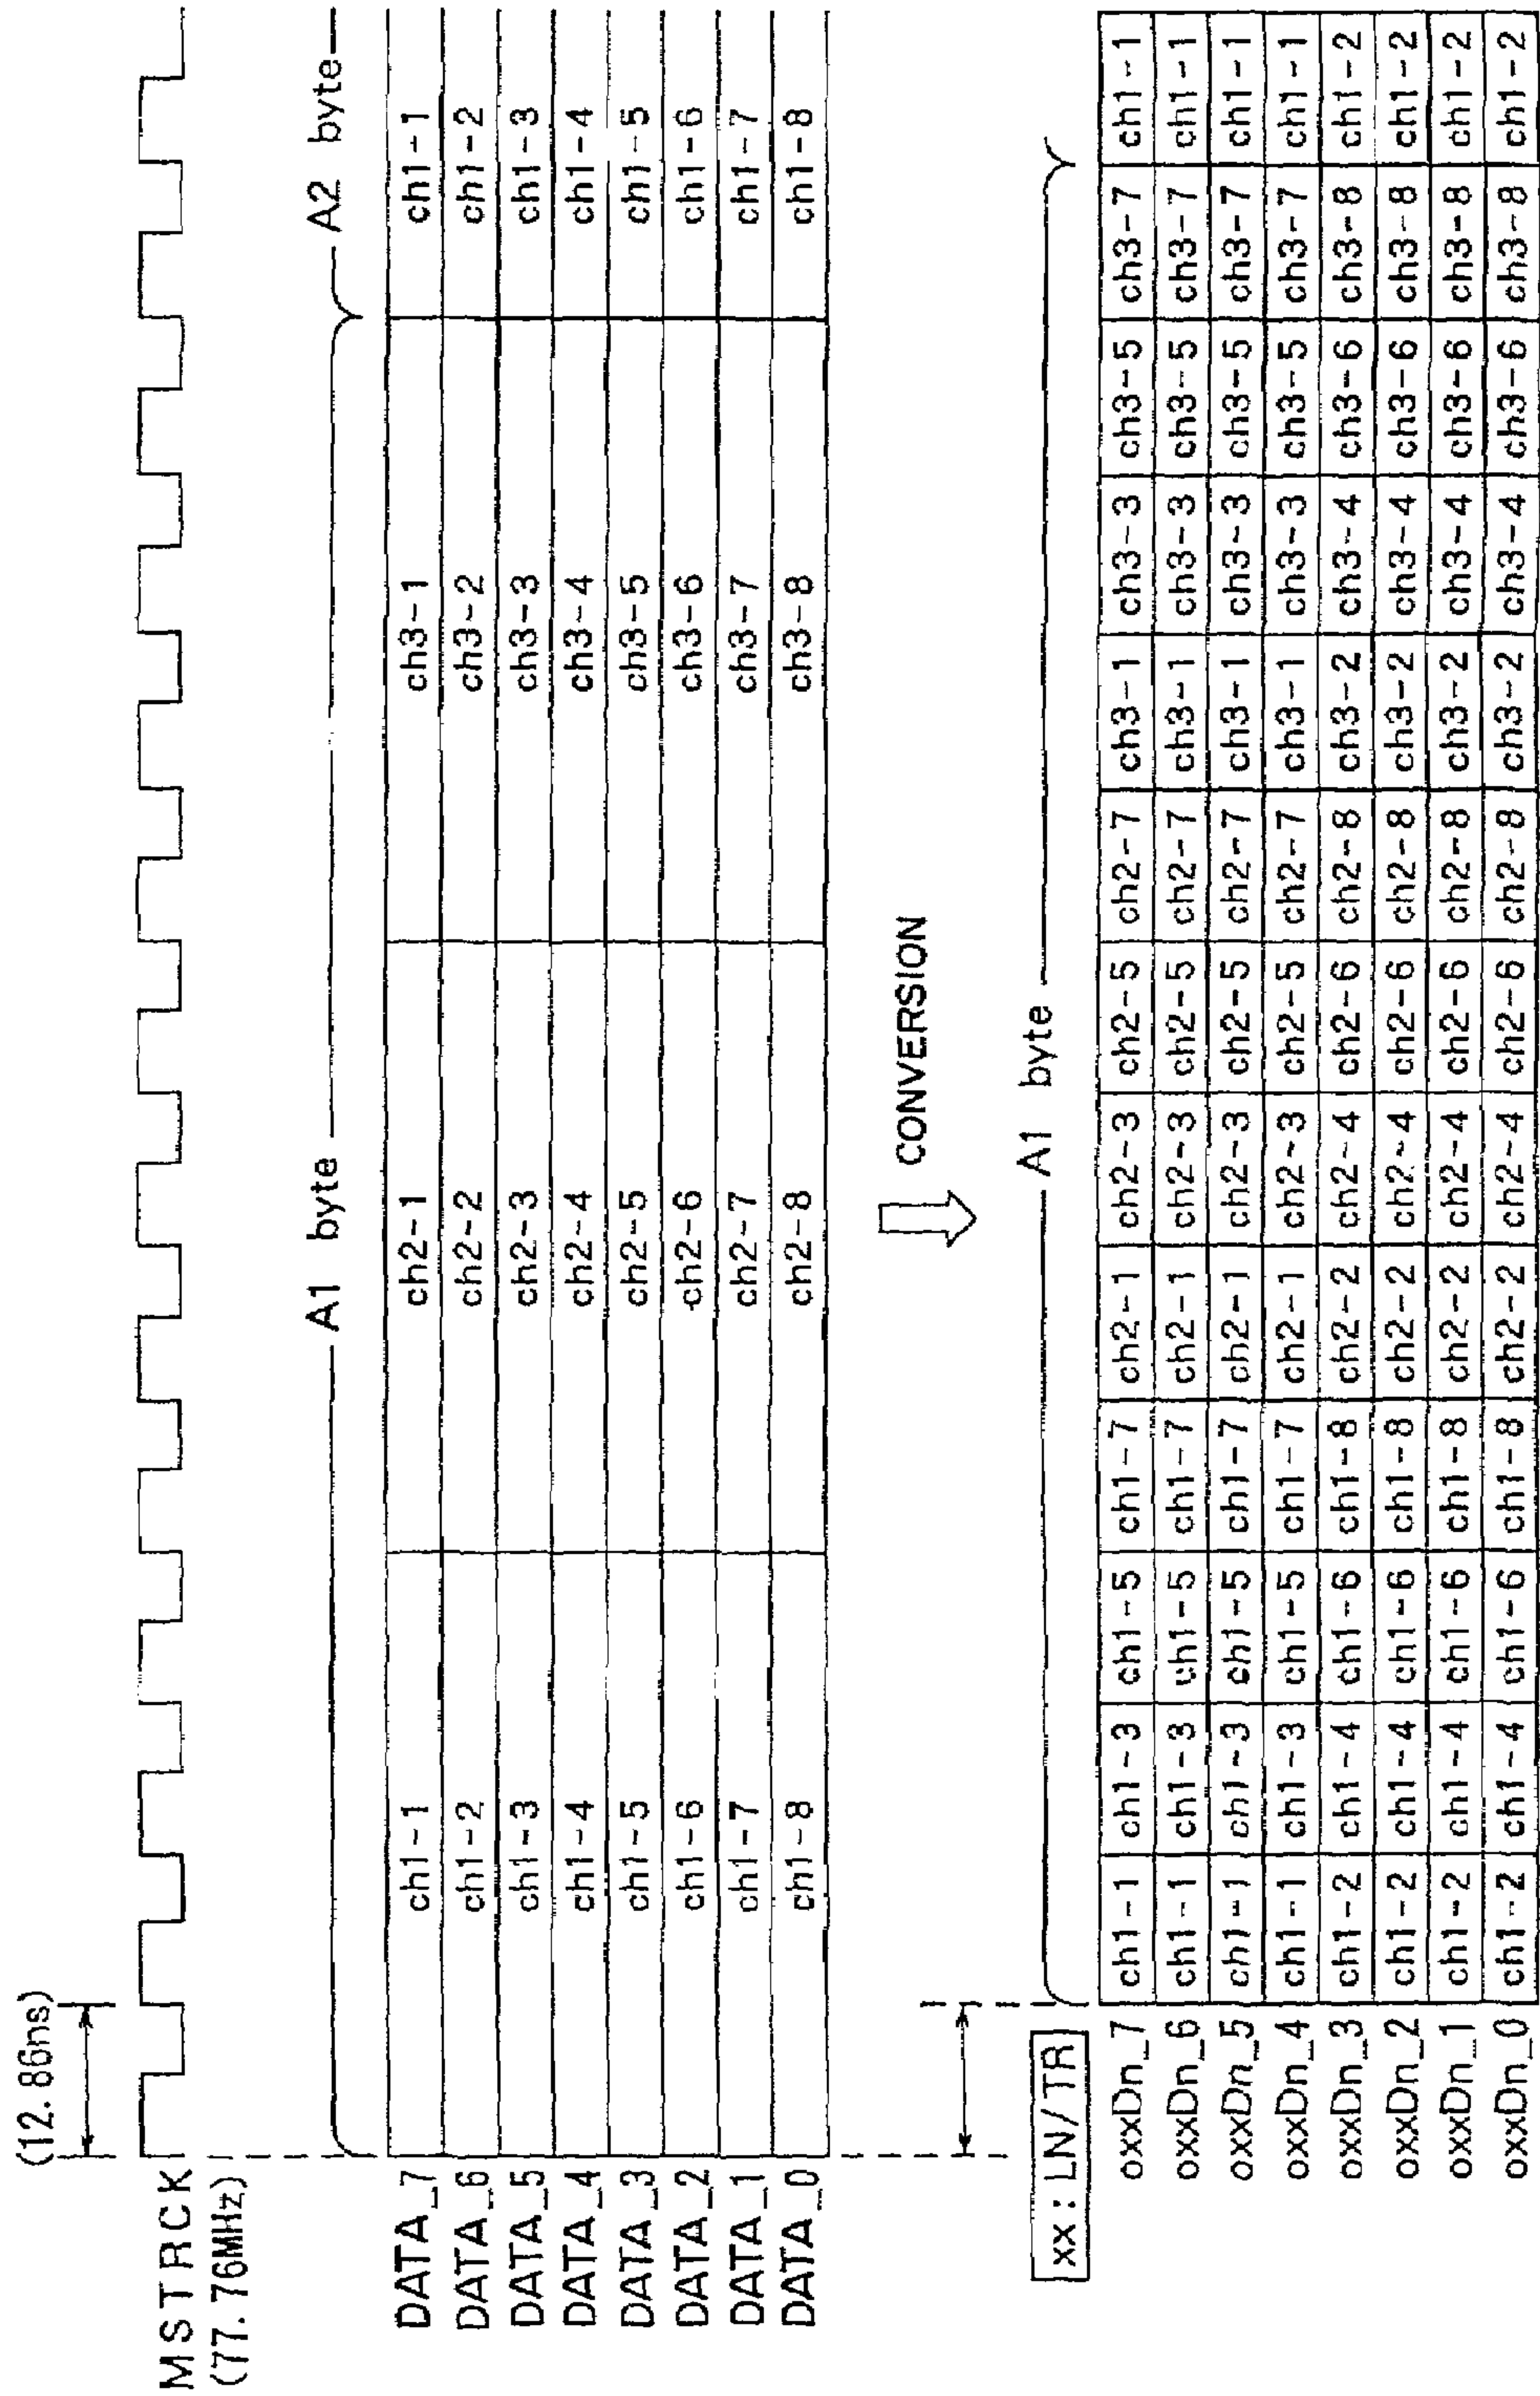 (12.86ns)
MSTRCK
(77.76MHz)
A1 byte A2 byte
DATA_7 ch1-1 ch2-1 ch3-1 ch1-1
DATA_6 ch1-2 ch2-2 ch3-2 ch1-2
DATA_5 ch1-3 ch2-3 ch3-3 ch1-3
DATA_4 ch1-4 ch2-4 ch3-4 ch1-4
DATA_3 ch1-5 ch2-5 ch3-5 ch1-5
DATA_2 ch1-6 ch2-6 ch3-6 ch1-6
DATA_1 ch1-7 ch2-7 ch3-7 ch1-7
DATA_0 ch1-8 ch2-8 ch3-8 ch1-8
CONVERSION
A1 byte
xx: LN/TR
oxxDn_7 ch1-1 ch1-3 ch1-5 ch1-7 ch2-1 ch2-3 ch2-5 ch2-7 ch3-1 ch3-3 ch3-5 ch3-7 ch1-1
oxxDn_6 ch1-1 ch1-3 ch1-5 ch1-7 ch2-1 ch2-3 ch2-5 ch2-7 ch3-1 ch3-3 ch3-5 ch3-7 ch1-1
oxxDn_5 ch1-1 ch1-3 ch1-5 ch1-7 ch2-1 ch2-3 ch2-5 ch2-7 ch3-1 ch3-3 ch3-5 ch3-7 ch1-1
oxxDn_4 ch1-1 ch1-3 ch1-5 ch1-7 ch2-1 ch2-3 ch2-5 ch2-7 ch3-1 ch3-3 ch3-5 ch3-7 ch1-1
oxxDn_3 ch1-2 ch1-4 ch1-6 ch1-8 ch2-2 ch2-4 ch2-6 ch2-8 ch3-2 ch3-4 ch3-6 ch3-8 ch1-2
oxxDn_2 ch1-2 ch1-4 ch1-6 ch1-8 ch2-2 ch2-4 ch2-6 ch2-8 ch3-2 ch3-4 ch3-6 ch3-8 ch1-2
oxxDn_1 ch1-2 ch1-4 ch1-6 ch1-8 ch2-2 ch2-4 ch2-6 ch2-8 ch3-2 ch3-4 ch3-6 ch3-8 ch1-2
oxxDn_0 ch1-2 ch1-4 ch1-6 ch1-8 ch2-2 ch2-4 ch2-6 ch2-8 ch3-2 ch3-4 ch3-6 ch3-8 ch1-2